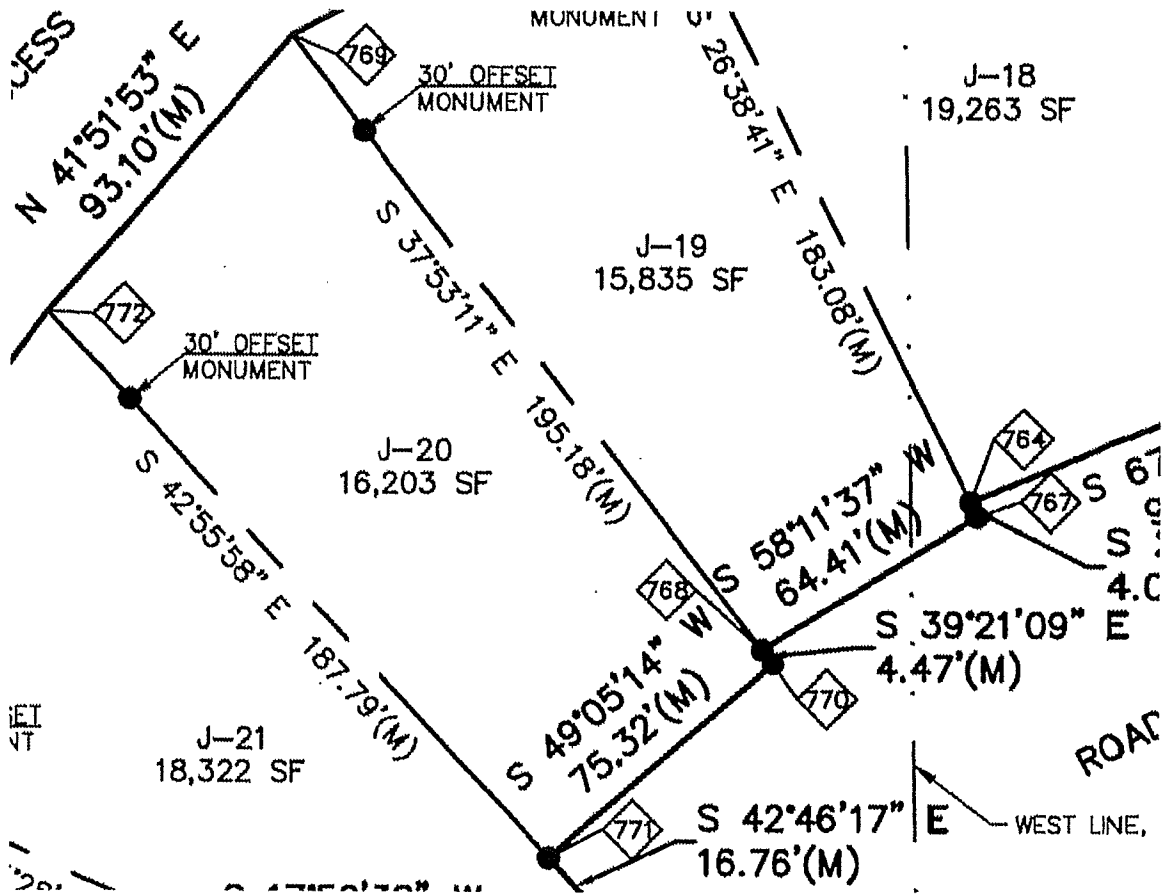 MONUMENT
769
30' OFFSET
MONUMENT
N 41°51'53" E
93.10'(M)
26°38'41" E 183.08'(M)
J-18
19,263 SF
S 37°53'11" E 195.18'(M)
J-19
15,835 SF
772
30' OFFSET
MONUMENT
S 42°55'58" E 187.79'(M)
J-20
16,203 SF
764
767
S 67
S 58°11'37" W
64.41'(M)
S
4.0
768
S 39°21'09" E
4.47'(M)
770
S 49°05'14" W
75.32'(M)
J-21
18,322 SF
ROAD
771
S 42°46'17" E
16.76'(M)
WEST LINE,